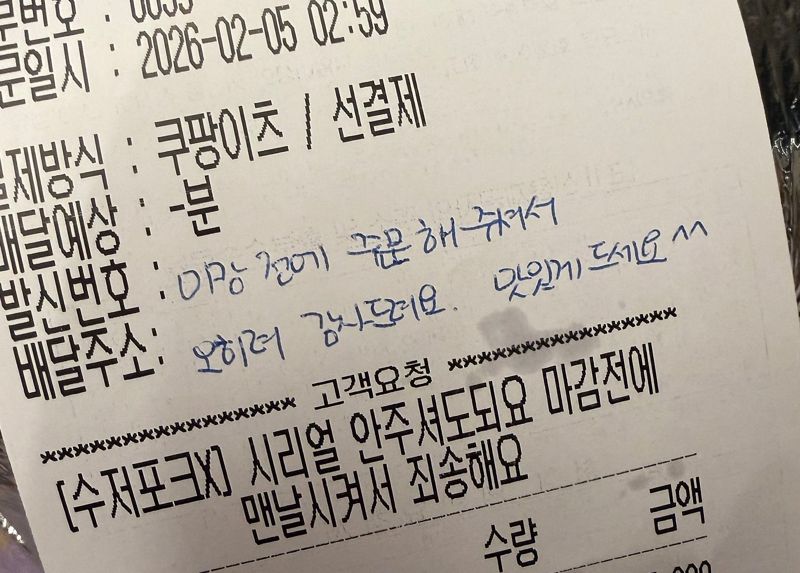 문번호 : 0053
문일시 : 2026-02-05 02:59
제방식 : 쿠팡이츠 / 선결제
배달예상 : -분
발신번호 : 마감 전에 주문해주셔서
배달주소: 오히려 감사드려요. 맛있게 드세요^^
**************** 고객요청 ****************
[수저포크X] 시리얼 안주셔도되요 마감전에
맨날시켜서 죄송해요
수량 금액